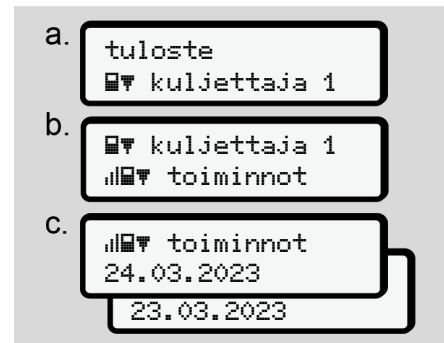 a.
tuloste
kuljettaja 1
b.
kuljettaja 1
toiminnot
c.
toiminnot
24.03.2023
23.03.2023